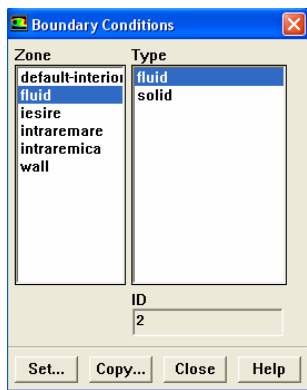 Boundary Conditions
Zone
Type
default-interior
fluid
iesire
intraremare
intraremica
wall
fluid
solid
ID
2
Set...
Copy...
Close
Help